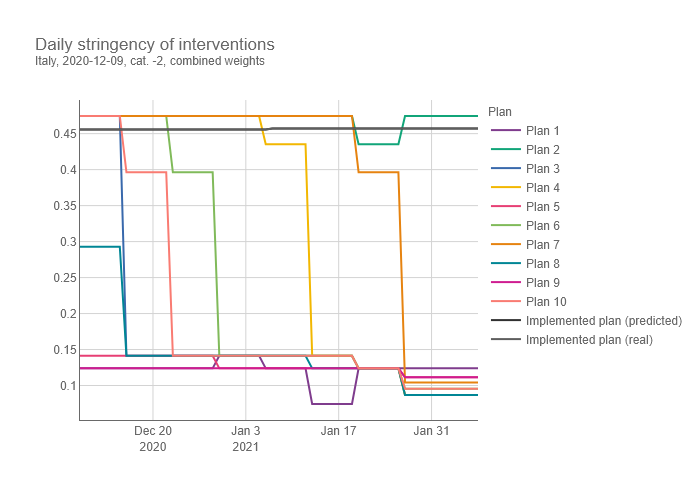 Daily stringency of interventions
Italy, 2020-12-09, cat. -2, combined weights
Plan
Plan 1
Plan 2
Plan 3
Plan 4
Plan 5
Plan 6
Plan 7
Plan 8
Plan 9
Plan 10
Implemented plan (predicted)
Implemented plan (real)
0.45
0.4
0.35
0.3
0.25
0.2
0.15
0.1
Dec 20
2020
Jan 3
2021
Jan 17
Jan 31